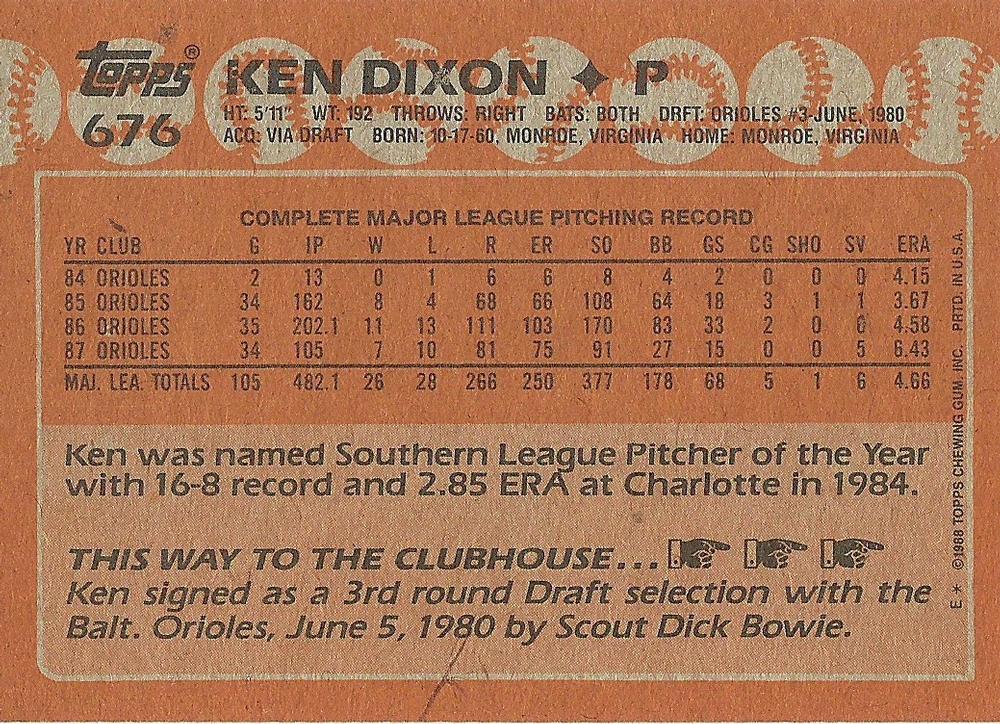 topps® KEN DIXON ✦ P
676 HT: 5'11" WT: 192 THROWS: RIGHT BATS: BOTH DRFT: ORIOLES #3-JUNE, 1980
ACQ: VIA DRAFT BORN: 10-17-60, MONROE, VIRGINIA HOME: MONROE, VIRGINIA
COMPLETE MAJOR LEAGUE PITCHING RECORD
YR CLUB G IP W L R ER SO BB GS CG SHO SV ERA
84 ORIOLES 2 13 0 1 6 6 8 4 2 0 0 0 4.15
85 ORIOLES 34 162 8 4 68 66 108 64 18 3 1 1 3.67
86 ORIOLES 35 202.1 11 13 111 103 170 83 33 2 0 0 4.58
87 ORIOLES 34 105 7 10 81 75 91 27 15 0 0 5 6.43
MAJ. LEA. TOTALS 105 482.1 26 28 266 250 377 178 68 5 1 6 4.66
Ken was named Southern League Pitcher of the Year
with 16-8 record and 2.85 ERA at Charlotte in 1984.
THIS WAY TO THE CLUBHOUSE...
Ken signed as a 3rd round Draft selection with the
Balt. Orioles, June 5, 1980 by Scout Dick Bowie.
E * ©1988 TOPPS CHEWING GUM, INC. PRTD. IN U.S.A.